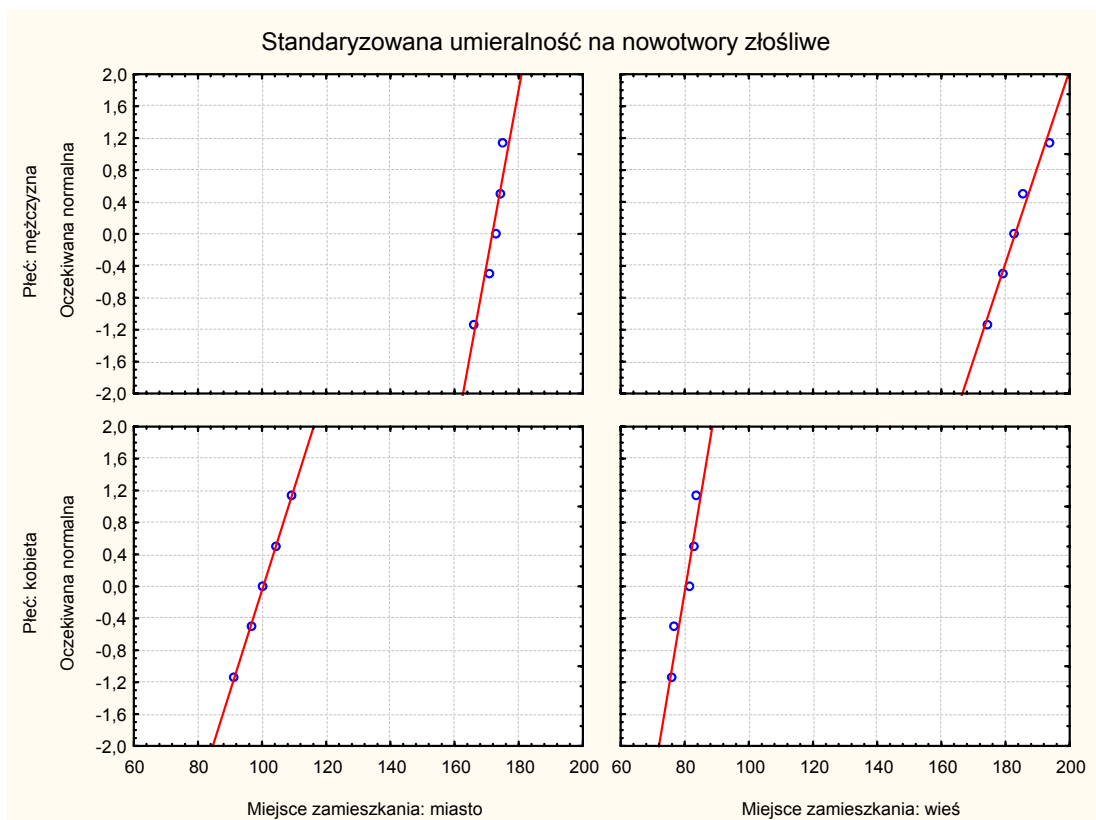 Standaryzowana umieralność na nowotwory złośliwe
Płeć: mężczyzna
Oczekiwana normalna
2,0
1,6
1,2
0,8
0,4
0,0
-0,4
-0,8
-1,2
-1,6
-2,0
Płeć: kobieta
Oczekiwana normalna
2,0
1,6
1,2
0,8
0,4
0,0
-0,4
-0,8
-1,2
-1,6
-2,0
60 80 100 120 140 160 180 200
60 80 100 120 140 160 180 200
Miejsce zamieszkania: miasto
Miejsce zamieszkania: wieś